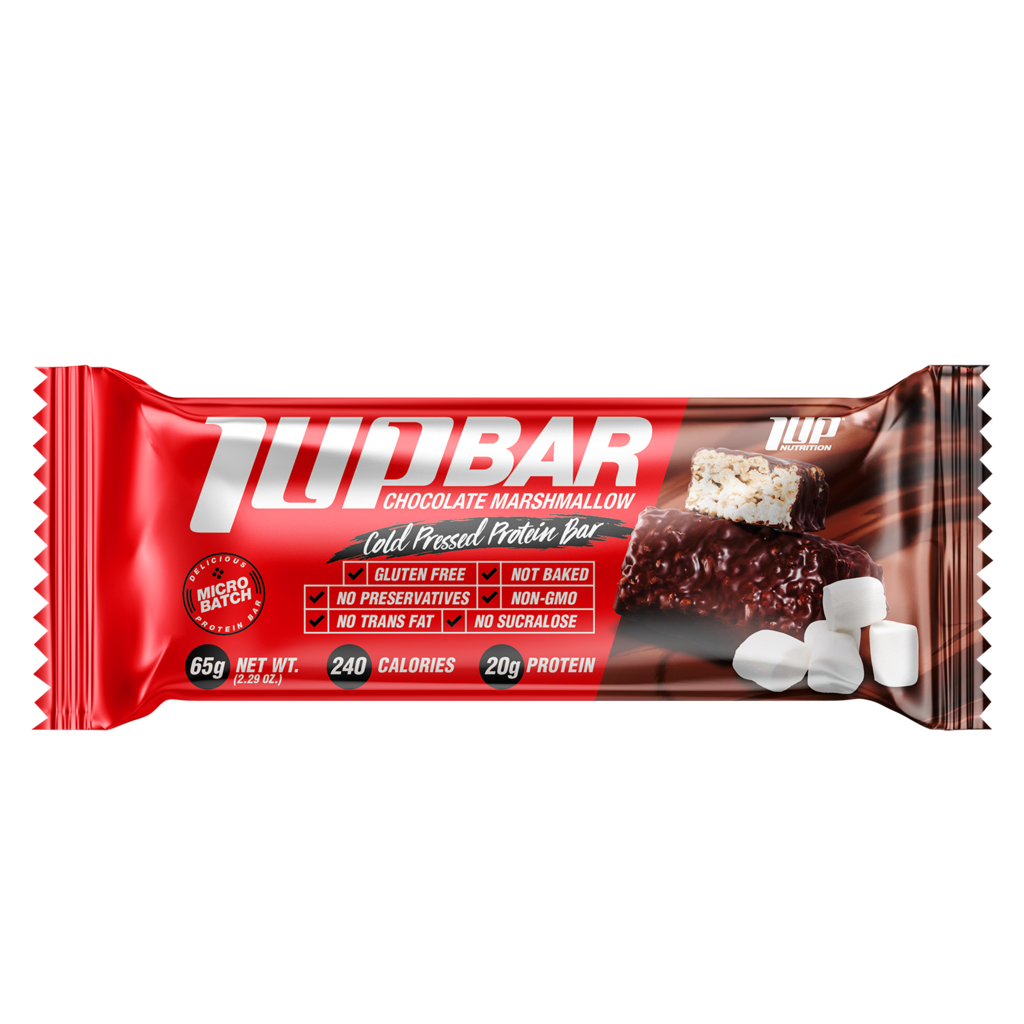 1UPBAR
CHOCOLATE MARSHMALLOW
Cold Pressed Protein Bar
1UP
NUTRITION
GLUTEN FREE
NOT BAKED
NO PRESERVATIVES
NON-GMO
NO TRANS FAT
NO SUCRALOSE
DELICIOUS
MICRO
BATCH
PROTEIN BAR
65g NET WT.
(2.29 OZ.)
240 CALORIES
20g PROTEIN